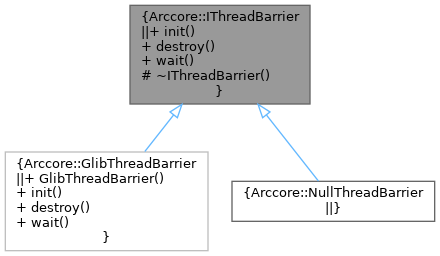 {Arccore::IThreadBarrier
||+ init()
+ destroy()
+ wait()
# ~IThreadBarrier()
}
{Arccore::GlibThreadBarrier
||+ GlibThreadBarrier()
+ init()
+ destroy()
+ wait()
}
{Arccore::NullThreadBarrier
||}